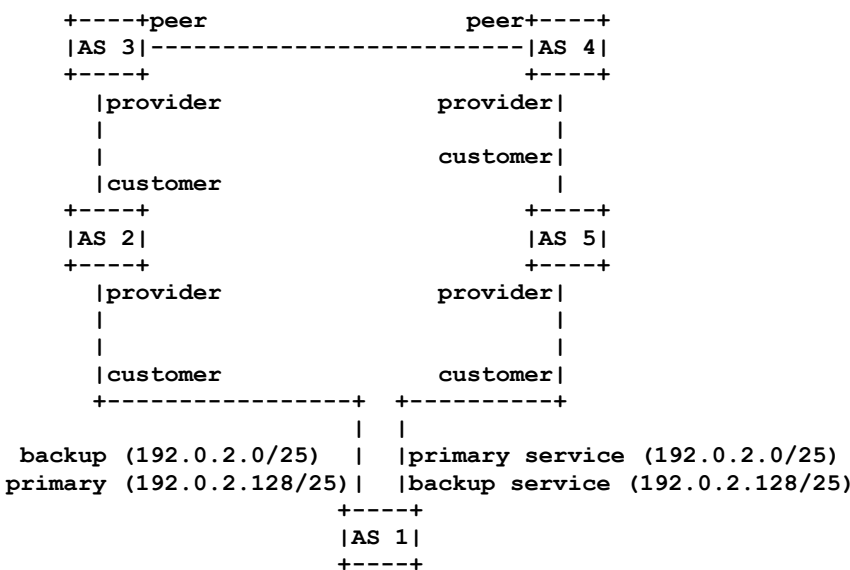 +----+peer                      peer+----+
|AS 3|--------------------------|AS 4|
+----+                          +----+
|provider               provider|
|                               |
|                       customer|
|customer                       |
+----+                          +----+
|AS 2|                          |AS 5|
+----+                          +----+
|provider               provider|
|                               |
|                               |
|customer               customer|
+-----------------+  +----------+
|  |
backup (192.0.2.0/25)   |  |primary service (192.0.2.0/25)
primary (192.0.2.128/25)|  |backup service (192.0.2.128/25)
+----+
|AS 1|
+----+